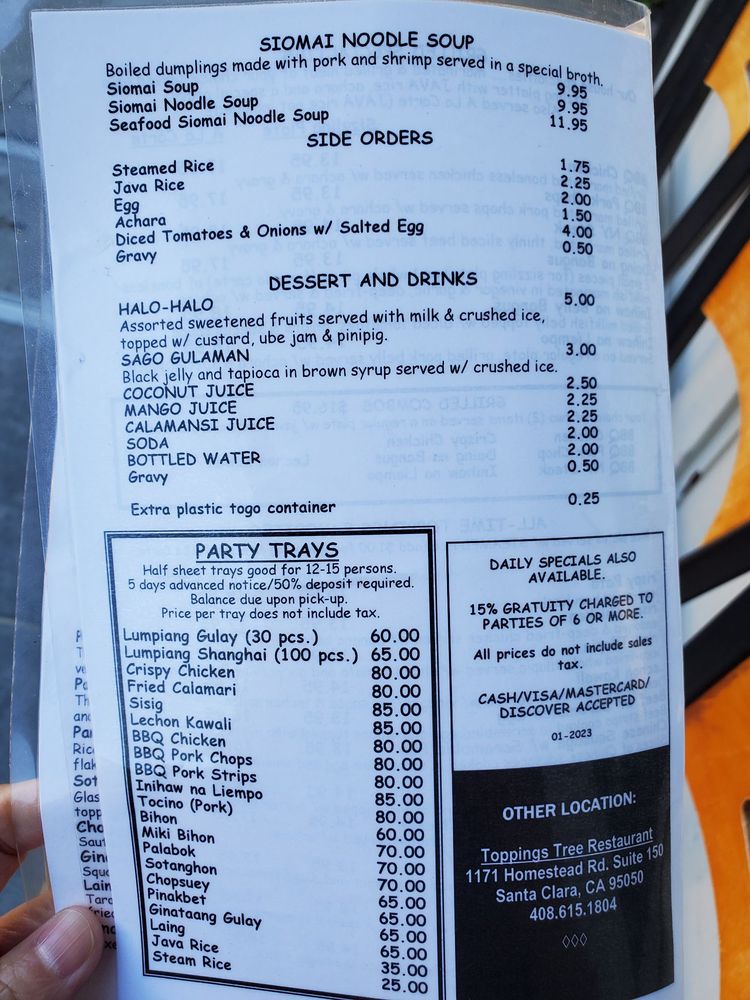 SIOMAI NOODLE SOUP
Boiled dumplings made with pork and shrimp served in a special broth.
Siomai Soup 9.95
Siomai Noodle Soup 9.95
Seafood Siomai Noodle Soup 11.95
SIDE ORDERS
Steamed Rice 1.75
Java Rice 2.25
Egg 2.00
Achara 1.50
Diced Tomatoes & Onions w/ Salted Egg 4.00
Gravy 0.50
DESSERT AND DRINKS
HALO-HALO 5.00
Assorted sweetened fruits served with milk & crushed ice,
topped w/ custard, ube jam & pinipig.
SAGO GULAMAN 3.00
Black jelly and tapioca in brown syrup served w/ crushed ice.
COCONUT JUICE 2.50
MANGO JUICE 2.25
CALAMANSI JUICE 2.25
SODA 2.00
BOTTLED WATER 2.00
Gravy 0.50
Extra plastic togo container 0.25
PARTY TRAYS
Half sheet trays good for 12-15 persons.
5 days advanced notice/50% deposit required.
Balance due upon pick-up.
Price per tray does not include tax.
Lumpiang Gulay (30 pcs.) 60.00
Lumpiang Shanghai (100 pcs.) 65.00
Crispy Chicken 80.00
Fried Calamari 80.00
Sisig 85.00
Lechon Kawali 85.00
BBQ Chicken 80.00
BBQ Pork Chops 80.00
BBQ Pork Strips 80.00
Inihaw na Liempo 85.00
Tocino (Pork) 80.00
Bihon 60.00
Miki Bihon 70.00
Palabok 70.00
Sotanghon 70.00
Chopsuey 65.00
Pinakbet 65.00
Ginataang Gulay 65.00
Laing 65.00
Java Rice 35.00
Steam Rice 25.00
DAILY SPECIALS ALSO
AVAILABLE.
15% GRATUITY CHARGED TO
PARTIES OF 6 OR MORE.
All prices do not include sales
tax.
CASH/VISA/MASTERCARD/
DISCOVER ACCEPTED
01-2023
OTHER LOCATION:
Toppings Tree Restaurant
1171 Homestead Rd. Suite 150
Santa Clara, CA 95050
408.615.1804